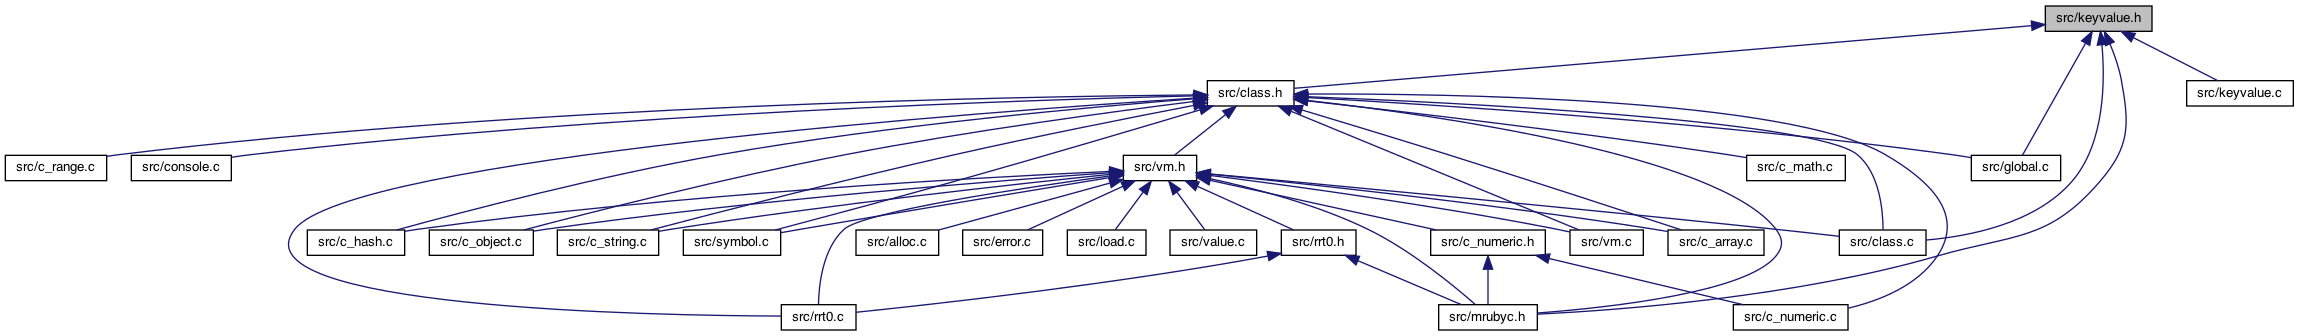 src/keyvalue.h
src/class.h
src/keyvalue.c
src/c_range.c
src/console.c
src/vm.h
src/c_math.c
src/global.c
src/c_hash.c
src/c_object.c
src/c_string.c
src/symbol.c
src/alloc.c
src/error.c
src/load.c
src/value.c
src/rrt0.h
src/c_numeric.h
src/vm.c
src/c_array.c
src/class.c
src/rrt0.c
src/mrubyc.h
src/c_numeric.c